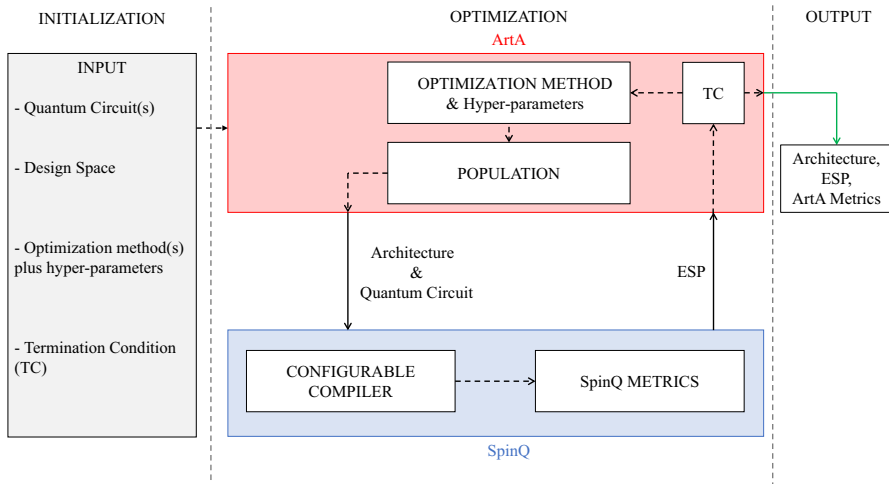 INITIALIZATION
OPTIMIZATION
OUTPUT
ArtA
INPUT
- Quantum Circuit(s)
- Design Space
- Optimization method(s)
plus hyper-parameters
- Termination Condition
(TC)
OPTIMIZATION METHOD
& Hyper-parameters
TC
POPULATION
Architecture
&
Quantum Circuit
ESP
CONFIGURABLE
COMPILER
SpinQ METRICS
SpinQ
Architecture,
ESP,
ArtA Metrics